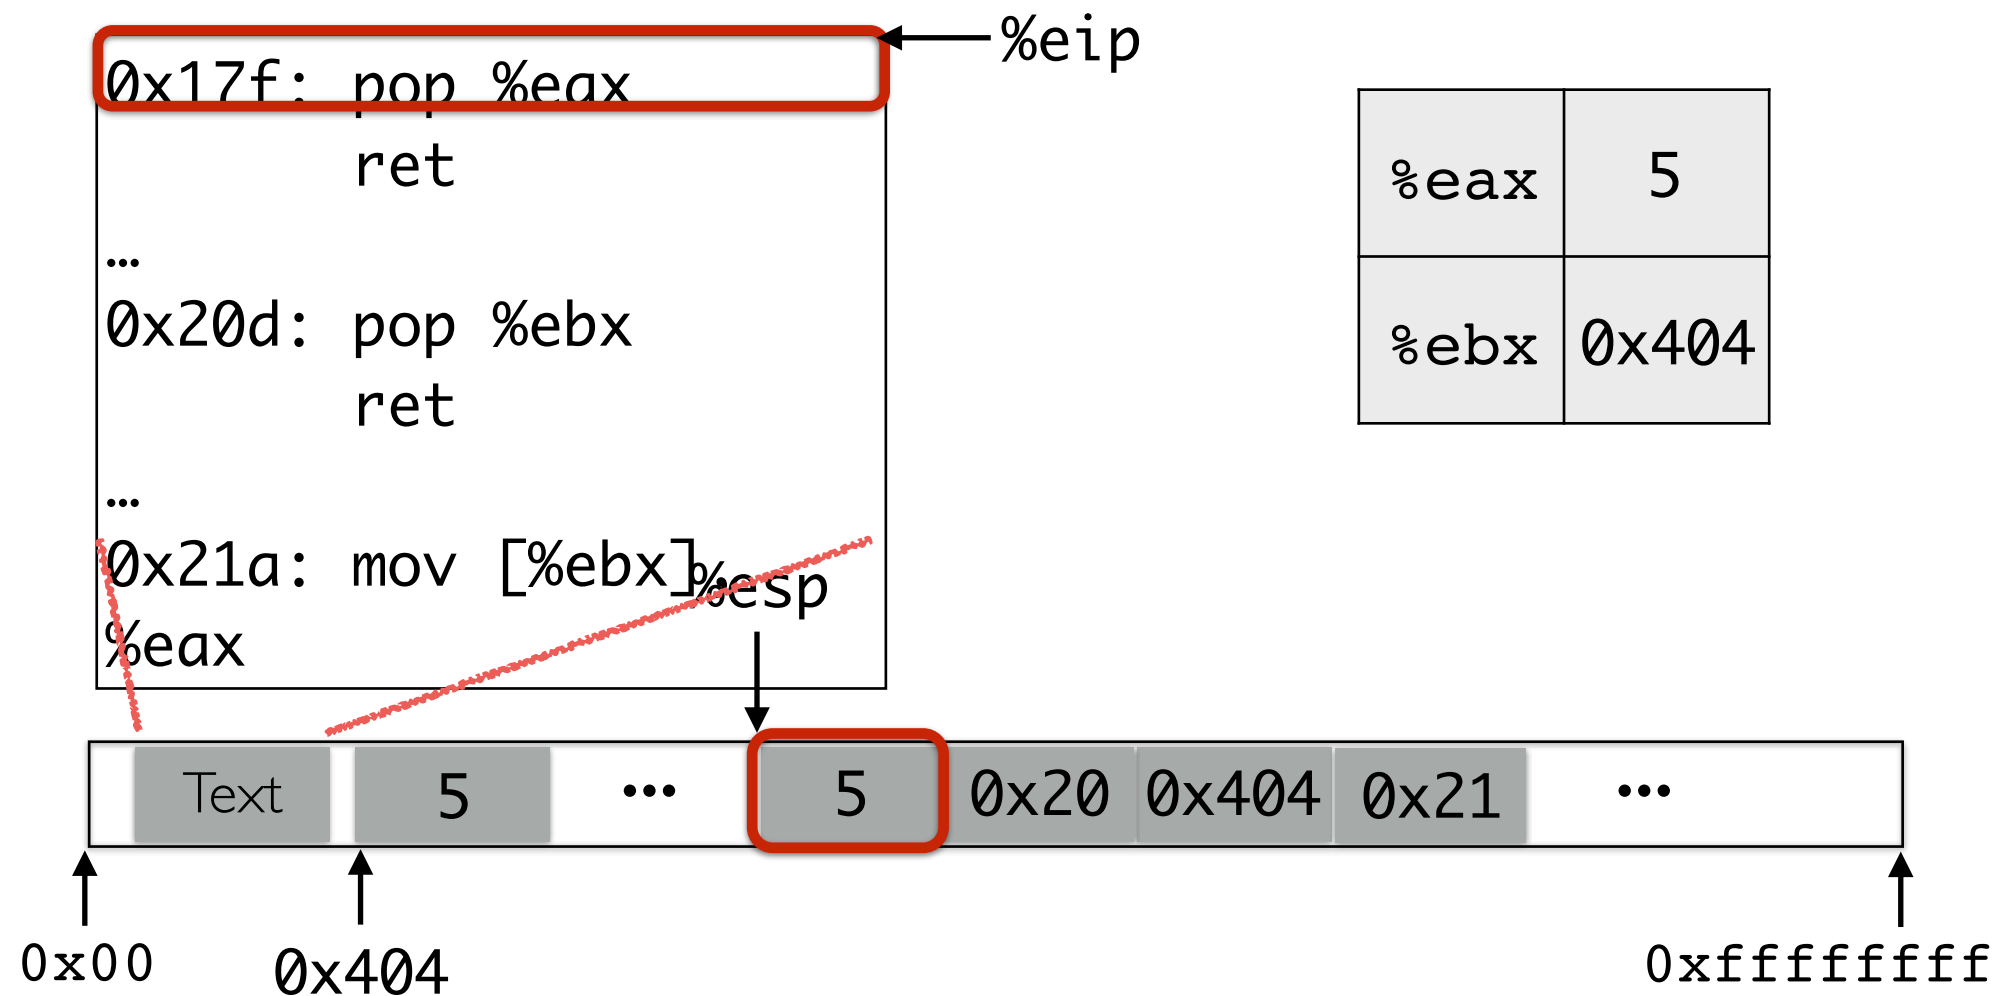 %eip
0x17f: pop %eax
ret
…
0x20d: pop %ebx
ret
…
0x21a: mov [%ebx],
%eax
%eax 5
%ebx 0x404
%esp
Text 5 ... 5 0x20 0x404 0x21 ...
0x00 0x404 0xffffffff